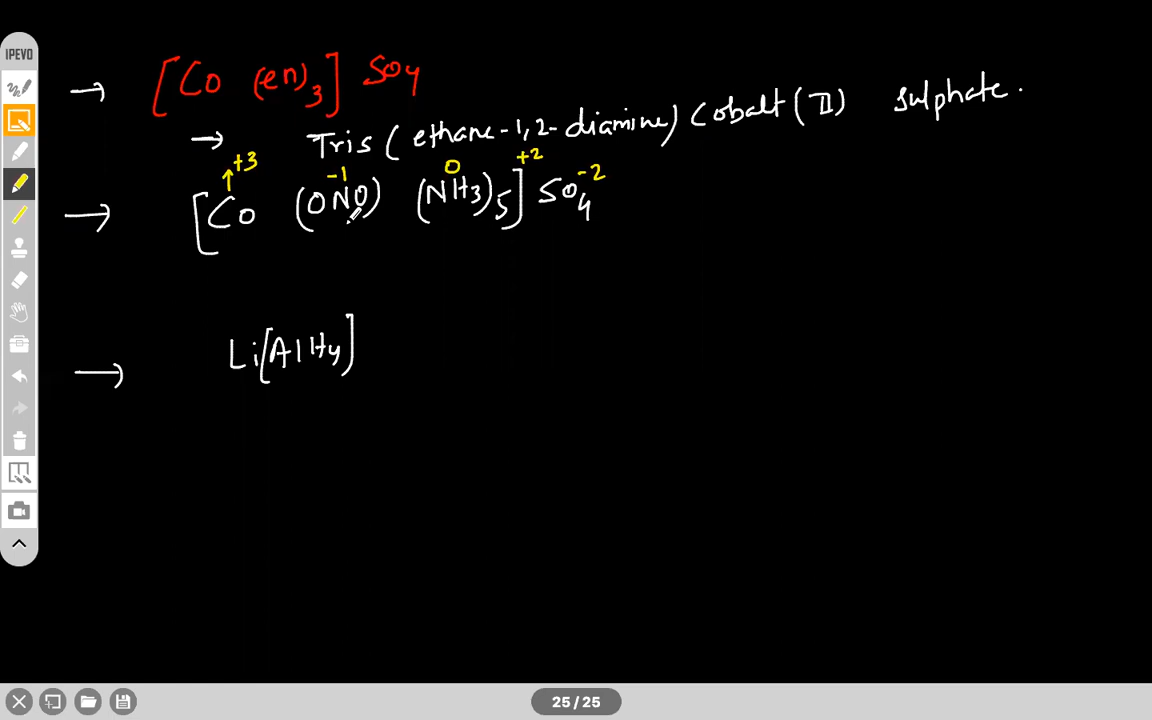 IPEVO
→ [Co (en)3] SO4
→ Tris (ethane-1,2-diamine) Cobalt (II) sulphate.
+3 -1 0 +2 -2
→ [Co (ONO) (NH3)5] SO4
→ Li[AlH4]
25 / 25